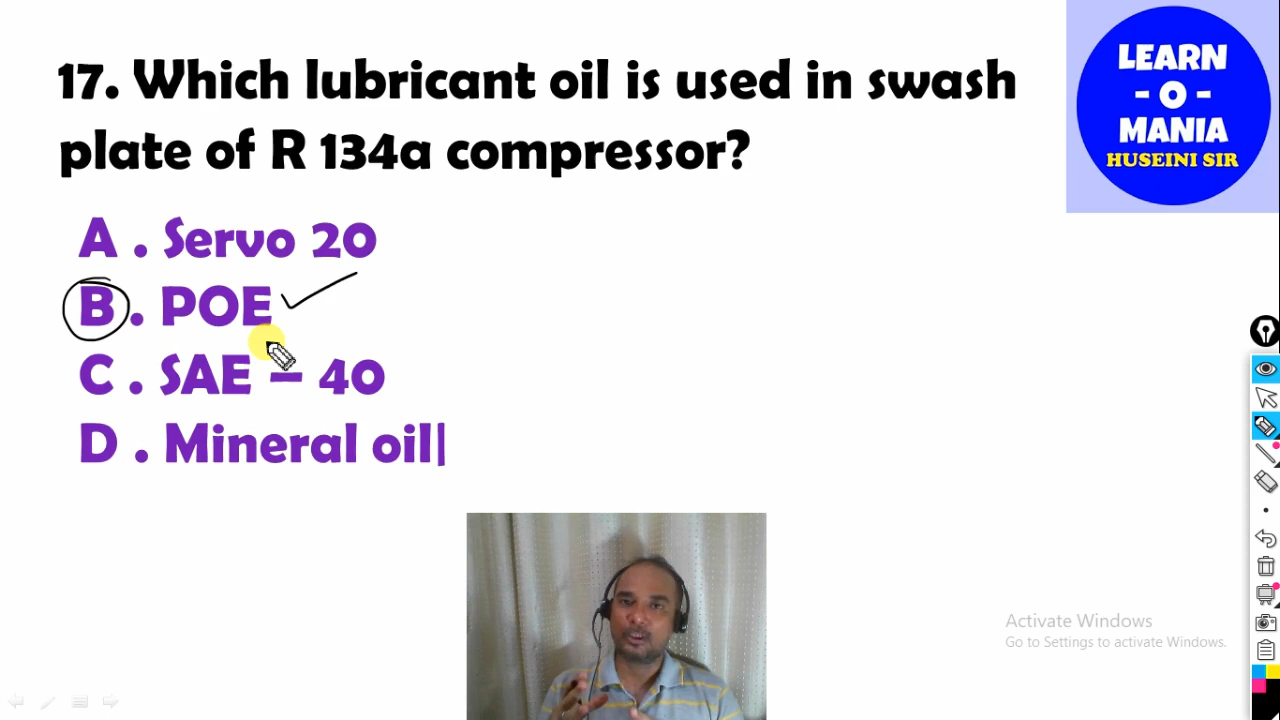 17. Which lubricant oil is used in swash
plate of R 134a compressor?
A . Servo 20
B . POE
C . SAE – 40
D . Mineral oil
LEARN
- O -
MANIA
HUSEINI SIR
Activate Windows
Go to Settings to activate Windows.